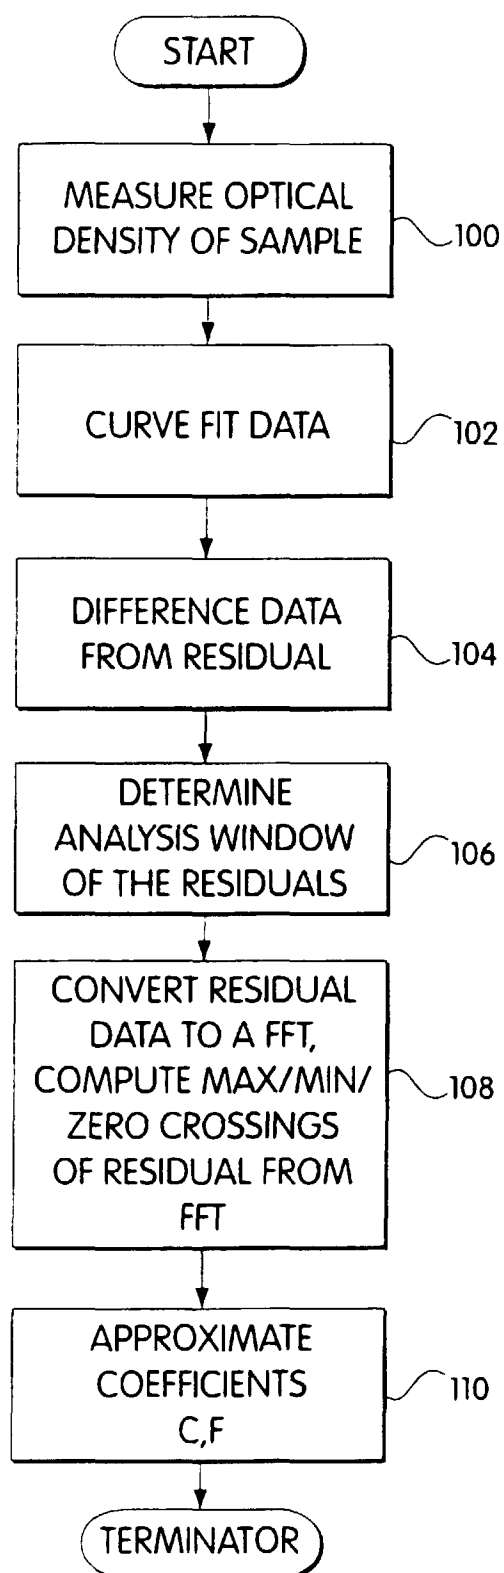 START
MEASURE OPTICAL
DENSITY OF SAMPLE
100
CURVE FIT DATA
102
DIFFERENCE DATA
FROM RESIDUAL
104
DETERMINE
ANALYSIS WINDOW
OF THE RESIDUALS
106
CONVERT RESIDUAL
DATA TO A FFT,
COMPUTE MAX/MIN/
ZERO CROSSINGS
OF RESIDUAL FROM
FFT
108
APPROXIMATE
COEFFICIENTS
C,F
110
TERMINATOR